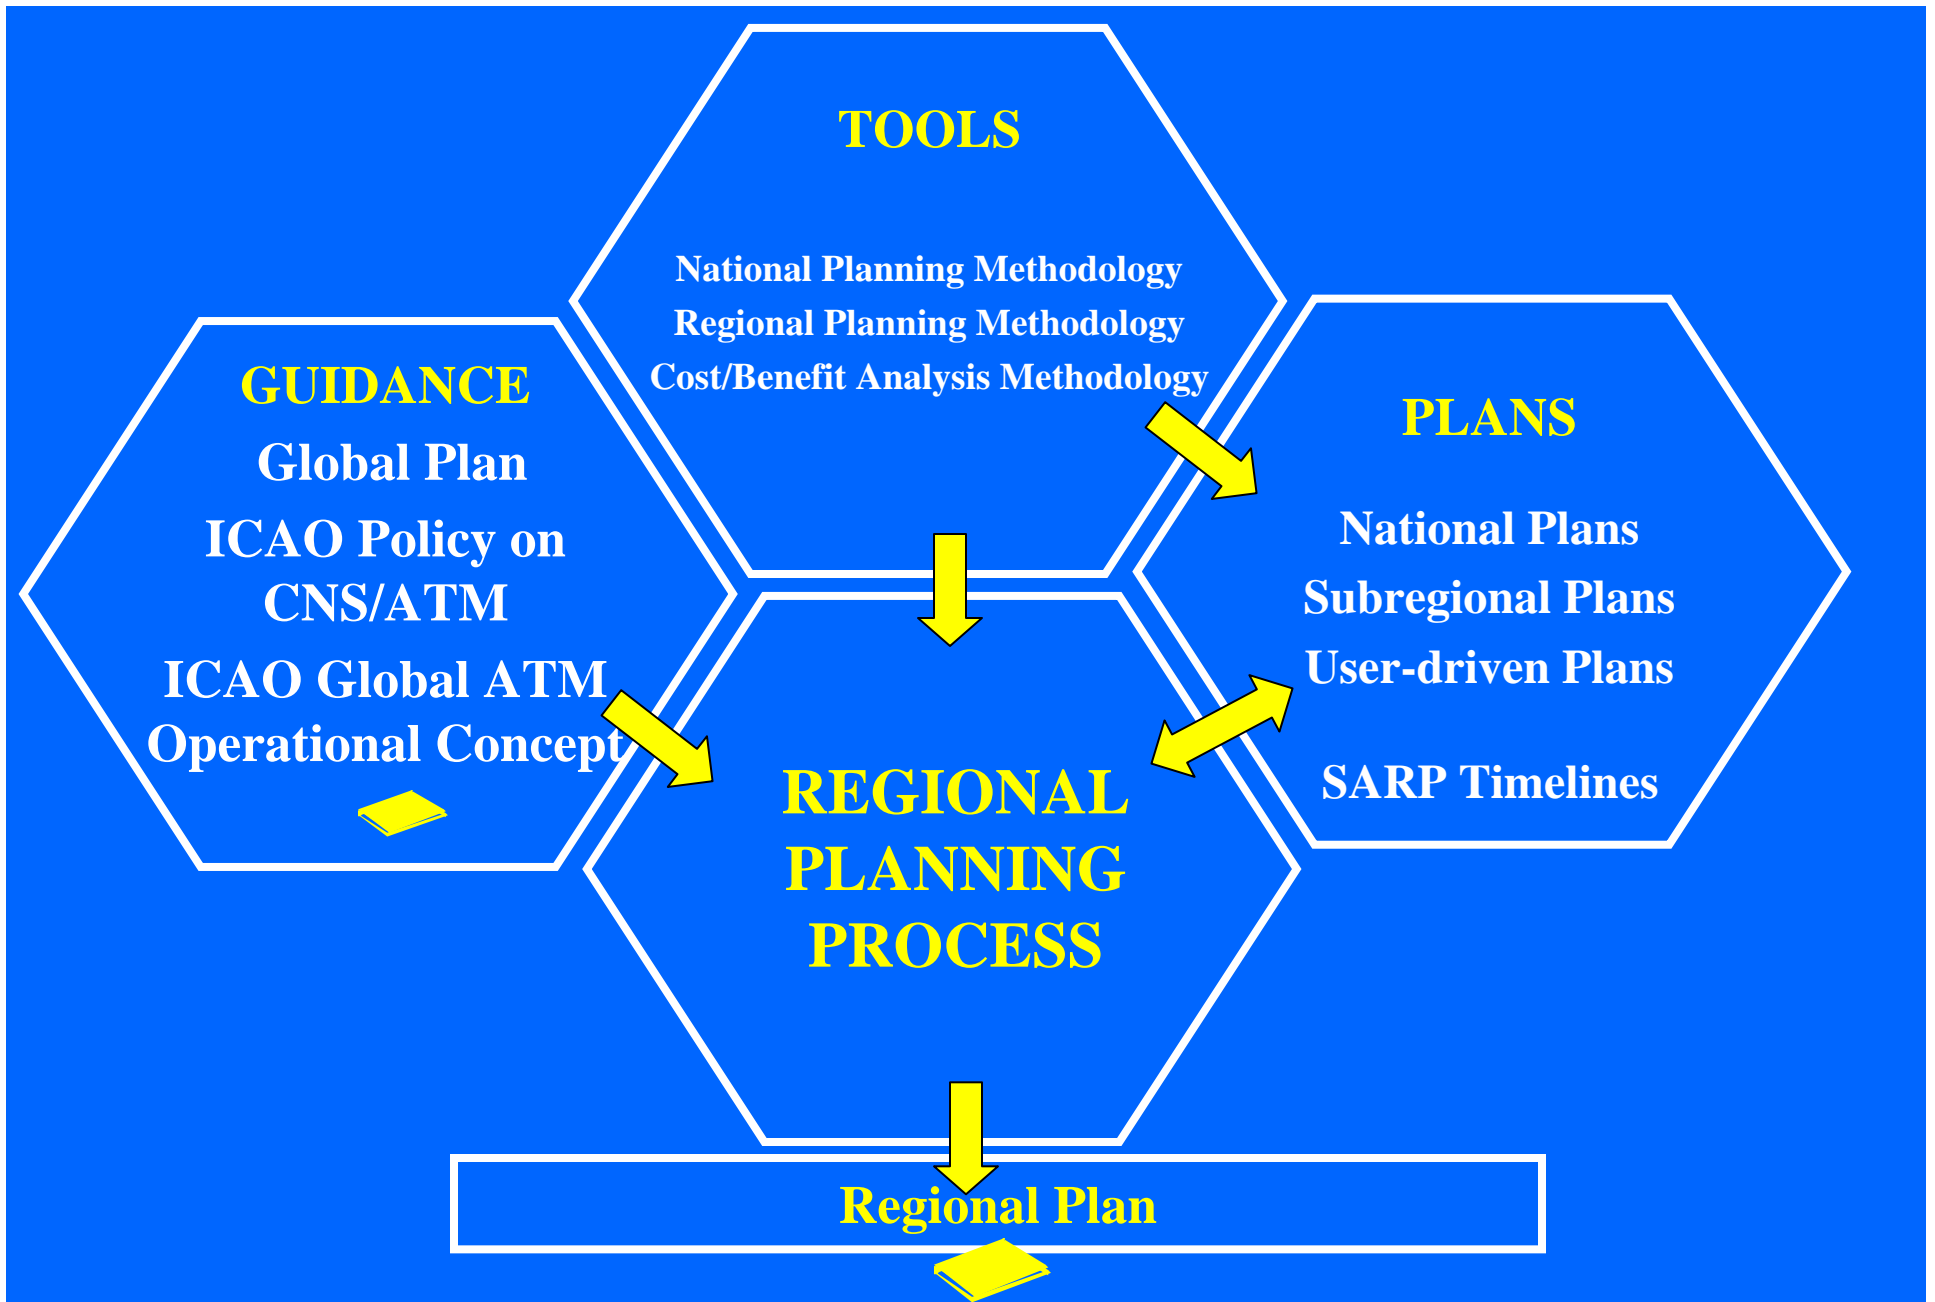 TOOLS
National Planning Methodology
Regional Planning Methodology
Cost/Benefit Analysis Methodology
GUIDANCE
Global Plan
ICAO Policy on
CNS/ATM
ICAO Global ATM
Operational Concept
PLANS
National Plans
Subregional Plans
User-driven Plans
SARP Timelines
REGIONAL
PLANNING
PROCESS
Regional Plan